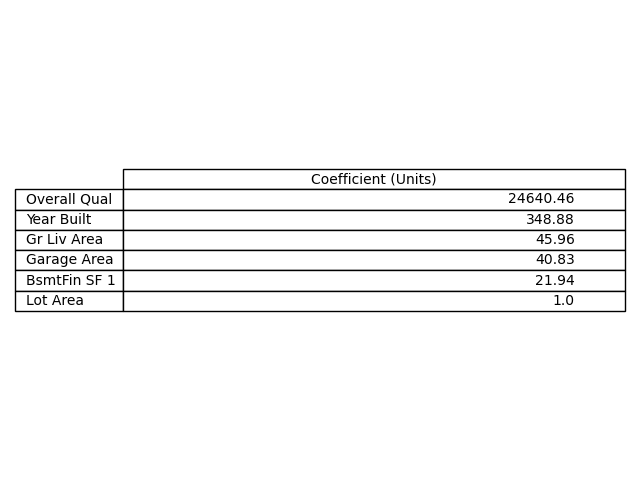 Coefficient (Units)
Overall Qual 24640.46
Year Built 348.88
Gr Liv Area 45.96
Garage Area 40.83
BsmtFin SF 1 21.94
Lot Area 1.0